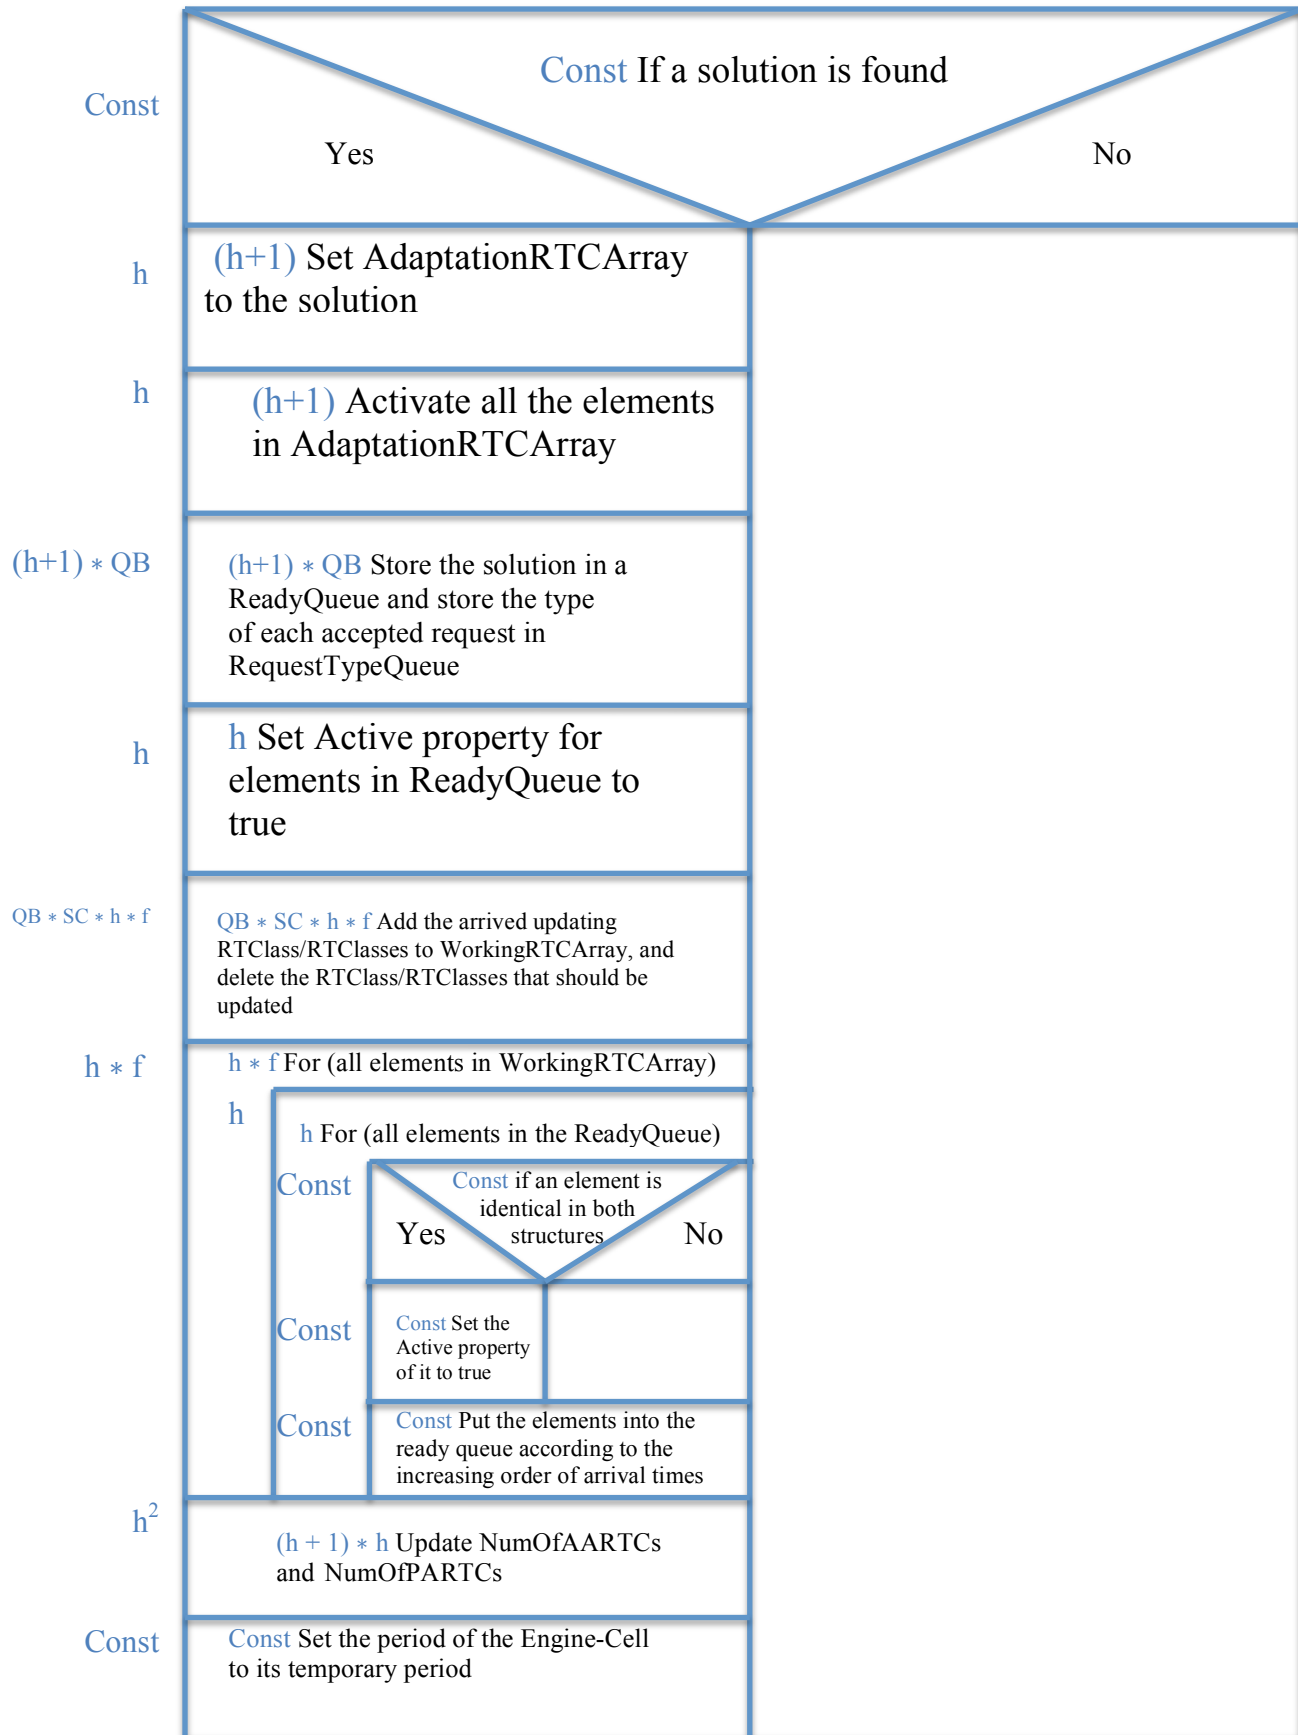 Const If a solution is found
Const
Yes
No
h
(h+1) Set AdaptationRTCArray
to the solution
h
(h+1) Activate all the elements
in AdaptationRTCArray
(h+1) * QB
(h+1) * QB Store the solution in a
ReadyQueue and store the type
of each accepted request in
RequestTypeQueue
h
h Set Active property for
elements in ReadyQueue to
true
QB * SC * h * f
QB * SC * h * f Add the arrived updating
RTClass/RTClasses to WorkingRTCArray, and
delete the RTClass/RTClasses that should be
updated
h * f
h * f For (all elements in WorkingRTCArray)
h
h For (all elements in the ReadyQueue)
Const
Const if an element is
identical in both
structures
Yes
No
Const
Const Set the
Active property
of it to true
Const
Const Put the elements into the
ready queue according to the
increasing order of arrival times
h²
(h + 1) * h Update NumOfAARTCs
and NumOfPARTCs
Const
Const Set the period of the Engine-Cell
to its temporary period